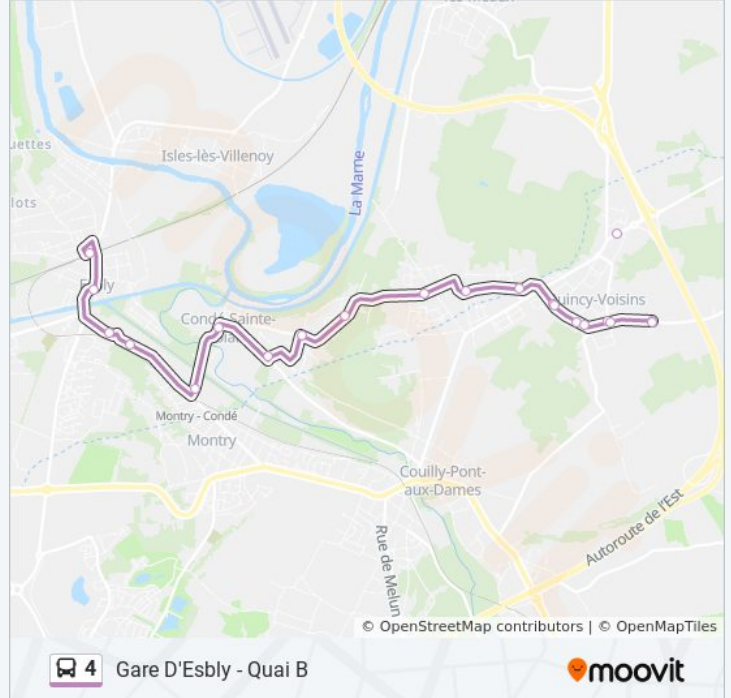 Isles-lès-Villenoy
La Marne
lots
Condé-Sainte-
Quincy-Voisins
Montry - Condé
Montry
Couilly-Pont-
aux-Dames
Rue de Melun
Autoroute de l'Est
© OpenStreetMap contributors | © OpenMapTiles
4 Gare D'Esbly - Quai B
moovit